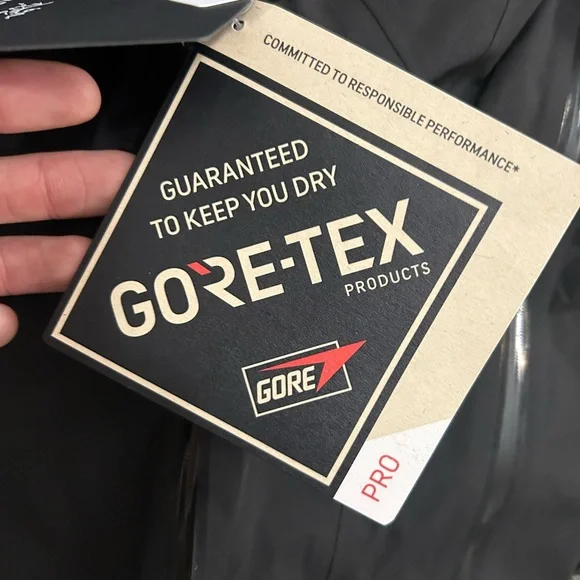 COMMITTED TO RESPONSIBLE PERFORMANCE*
GUARANTEED
TO KEEP YOU DRY
GORE-TEX
PRODUCTS
GORE
PRO